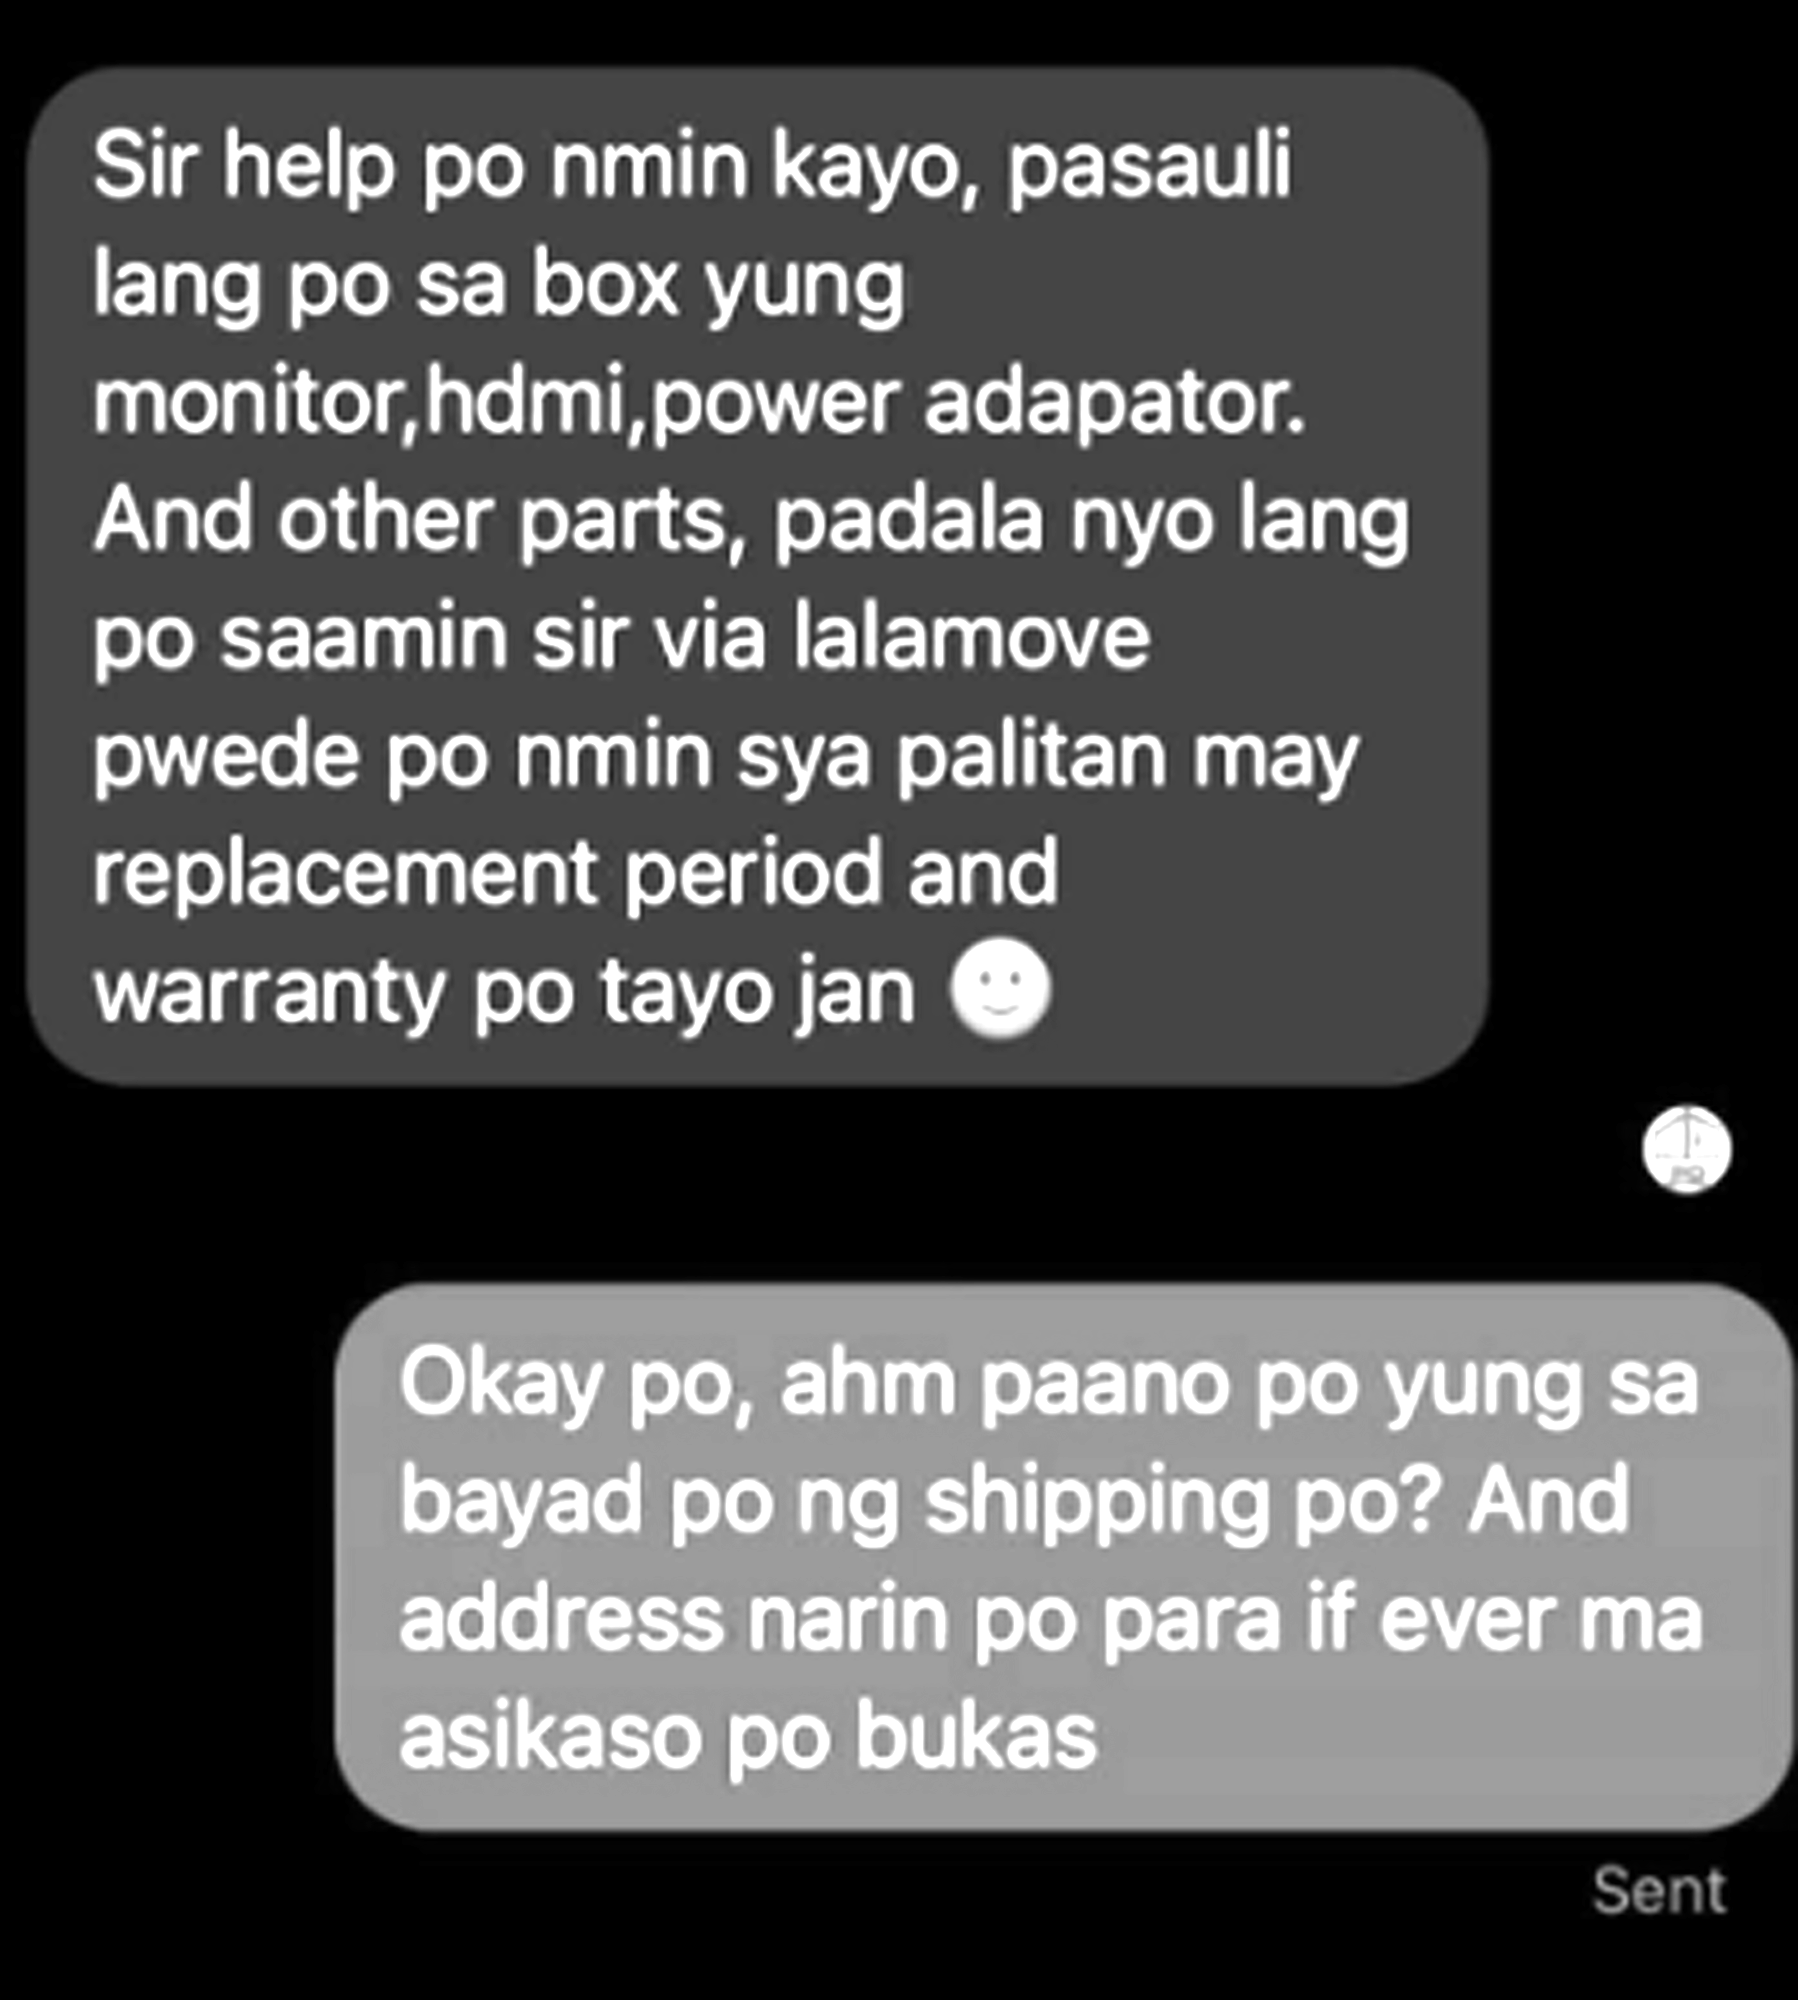 Sir help po nmin kayo, pasauli
lang po sa box yung
monitor,hdmi,power adapator.
And other parts, padala nyo lang
po saamin sir via lalamove
pwede po nmin sya palitan may
replacement period and
warranty po tayo jan 🙂
Okay po, ahm paano po yung sa
bayad po ng shipping po? And
address narin po para if ever ma
asikaso po bukas
Sent